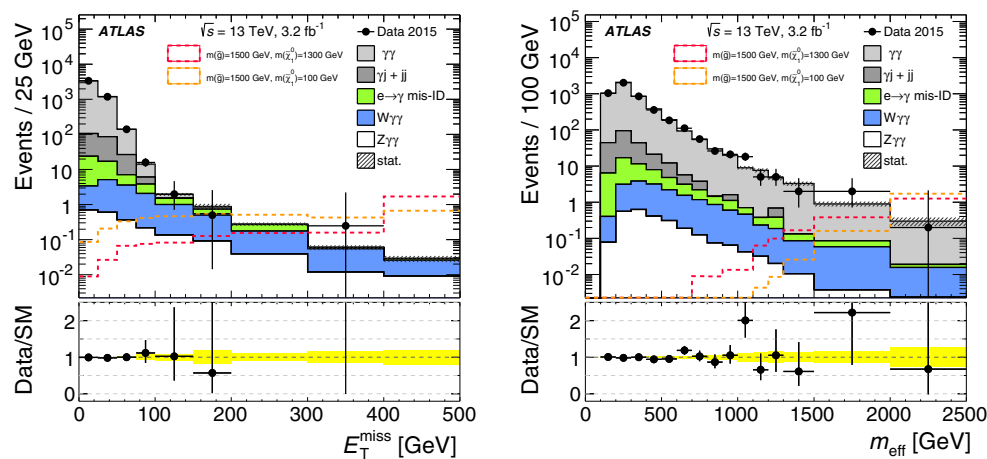 ATLAS
√s = 13 TeV, 3.2 fb⁻¹
m(g̃)=1500 GeV, m(χ̃⁰₁)=1300 GeV
m(g̃)=1500 GeV, m(χ̃⁰₁)=100 GeV
Data 2015
γγ
γj + jj
e→γ mis-ID
Wγγ
Zγγ
stat.
Events / 25 GeV
10⁵
10⁴
10³
10²
10
1
10⁻¹
10⁻²
Data/SM
2
1
0
0 100 200 300 400 500
E_T^miss [GeV]
ATLAS
√s = 13 TeV, 3.2 fb⁻¹
m(g̃)=1500 GeV, m(χ̃⁰₁)=1300 GeV
m(g̃)=1500 GeV, m(χ̃⁰₁)=100 GeV
Data 2015
γγ
γj + jj
e→γ mis-ID
Wγγ
Zγγ
stat.
Events / 100 GeV
10⁵
10⁴
10³
10²
10
1
10⁻¹
10⁻²
Data/SM
2
1
0
0 500 1000 1500 2000 2500
m_eff [GeV]